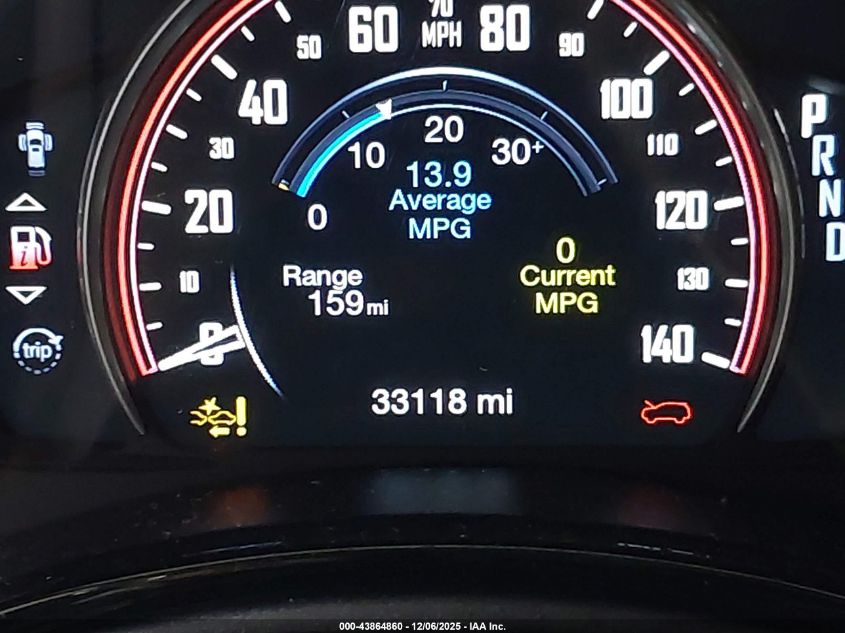 70
60 MPH 80
50 90
40 100
30 20 110
10 30+
13.9
20 Average 120
0 MPG
0
10 Range Current 130
159 mi MPG
0 140
33118 mi
P
R
N
D
i
trip
000-43864860 - 12/06/2025 - IAA Inc.